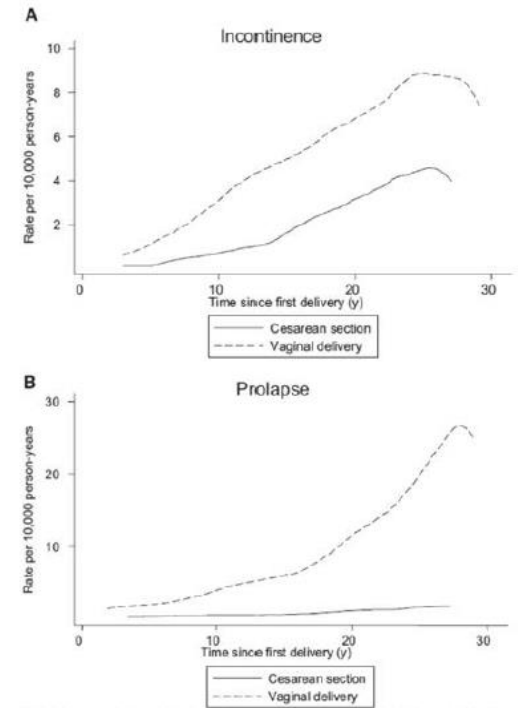 A
Incontinence
Rate per 10,000 person-years
10
8
6
4
2
0
10
20
30
Time since first delivery (y)
Cesarean section
Vaginal delivery
B
Prolapse
Rate per 10,000 person-years
30
20
10
0
10
20
30
Time since first delivery (y)
Cesarean section
Vaginal delivery